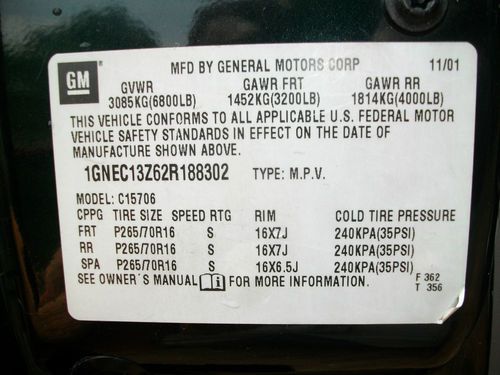 GM
MFD BY GENERAL MOTORS CORP 11/01
GVWR GAWR FRT GAWR RR
3085KG(6800LB) 1452KG(3200LB) 1814KG(4000LB)
THIS VEHICLE CONFORMS TO ALL APPLICABLE U.S. FEDERAL MOTOR
VEHICLE SAFETY STANDARDS IN EFFECT ON THE DATE OF
MANUFACTURE SHOWN ABOVE.
1GNEC13Z62R188302 TYPE: M.P.V.
MODEL: C15706
CPPG TIRE SIZE SPEED RTG RIM COLD TIRE PRESSURE
FRT P265/70R16 S 16X7J 240KPA(35PSI)
RR P265/70R16 S 16X7J 240KPA(35PSI)
SPA P265/70R16 S 16X6.5J 240KPA(35PSI)
SEE OWNER´S MANUAL i FOR MORE INFORMATION. F 362
T 356